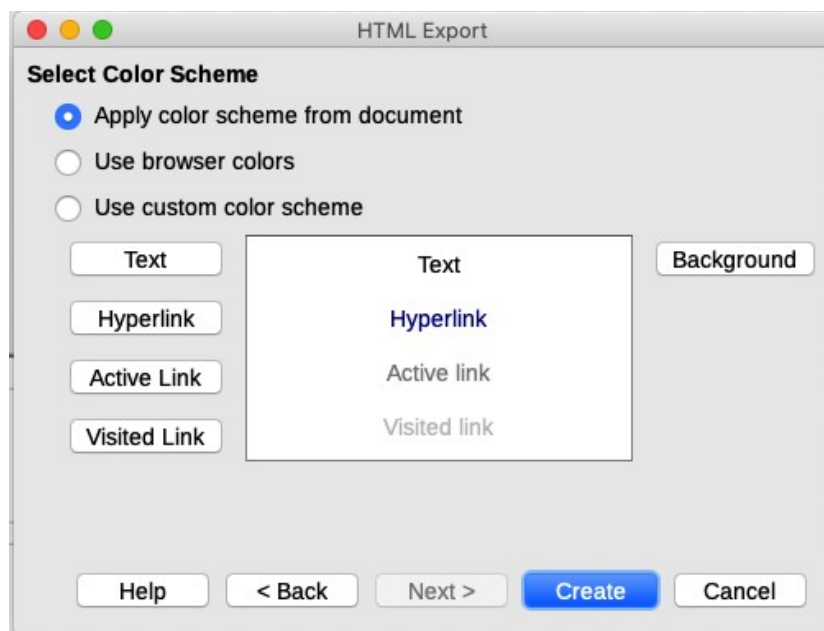 HTML Export
Select Color Scheme
Apply color scheme from document
Use browser colors
Use custom color scheme
Text
Text
Background
Hyperlink
Hyperlink
Active Link
Active link
Visited Link
Visited link
Help
< Back
Next >
Create
Cancel